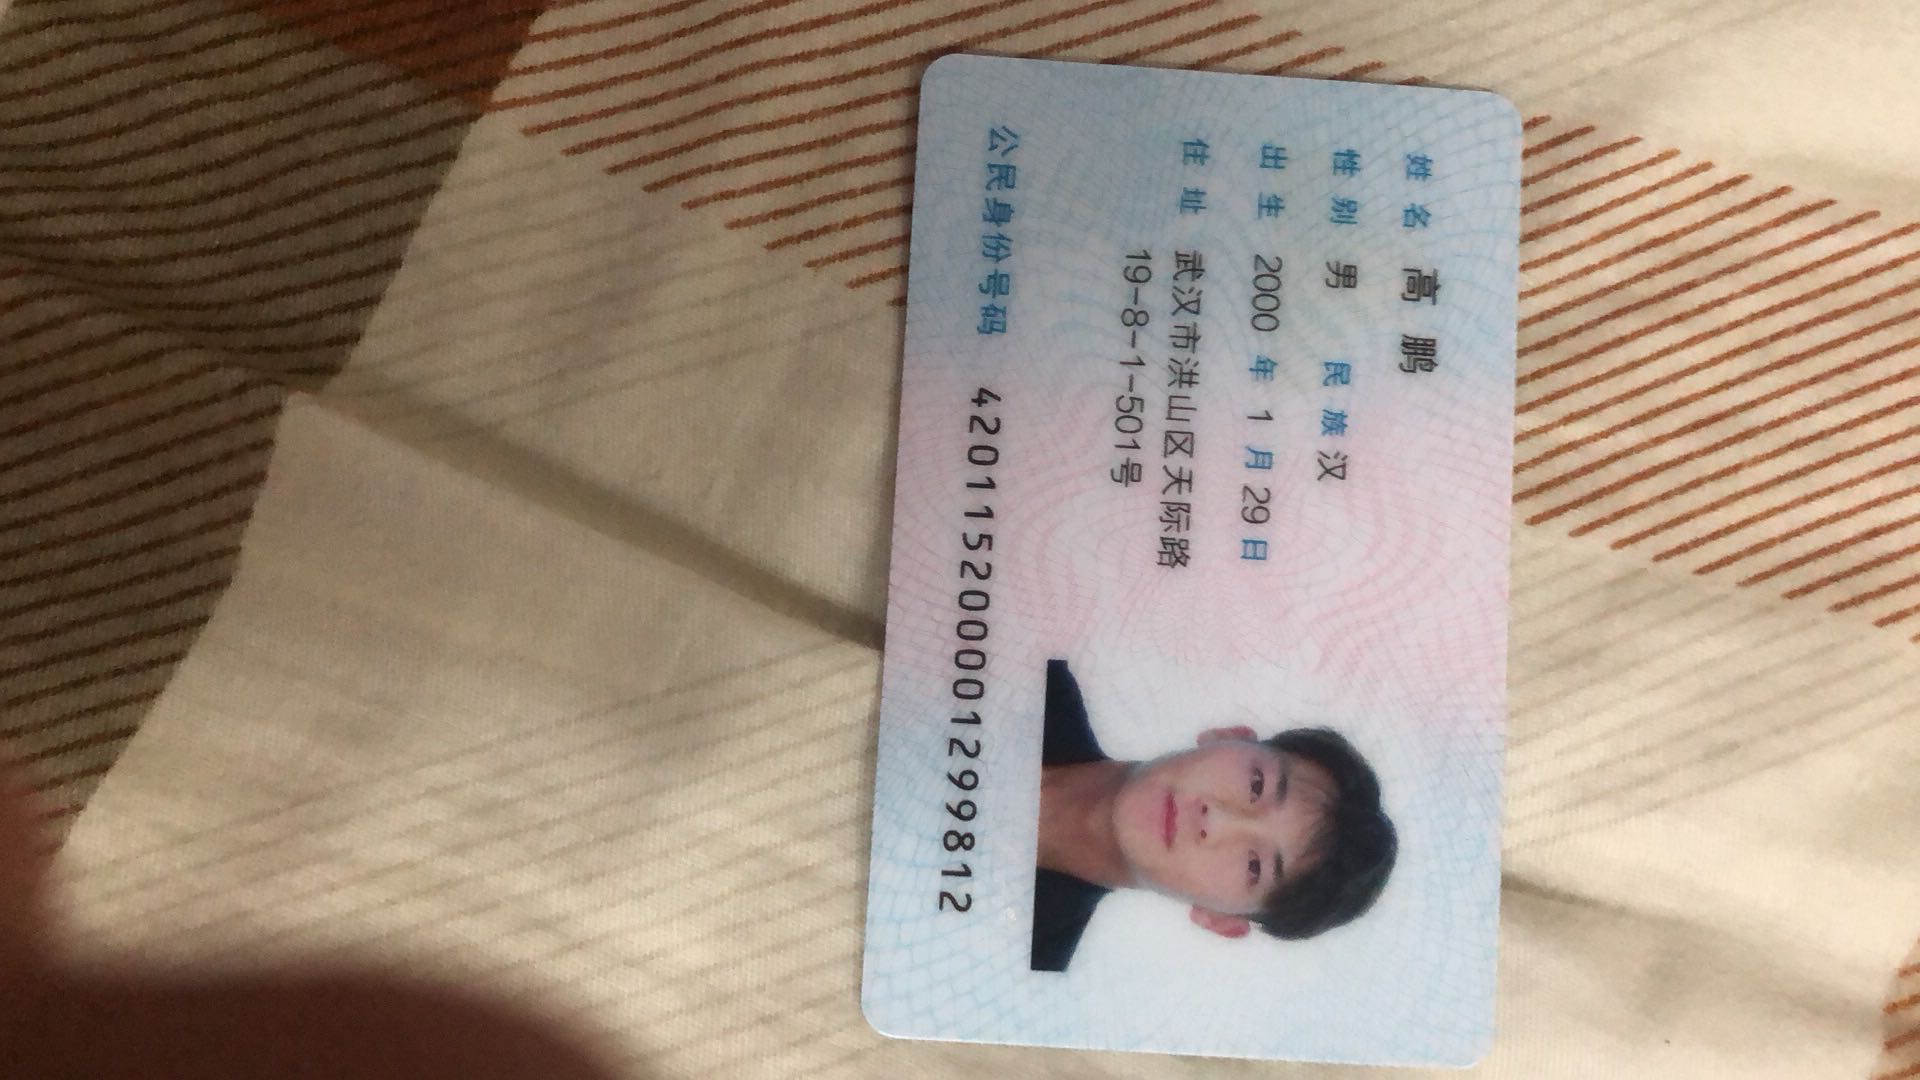 姓名 高鹏
性别 男 民族 汉
出生 2000 年 1 月 29 日
住址 武汉市洪山区天际路
19-8-1-501号
公民身份号码 420115200001299812